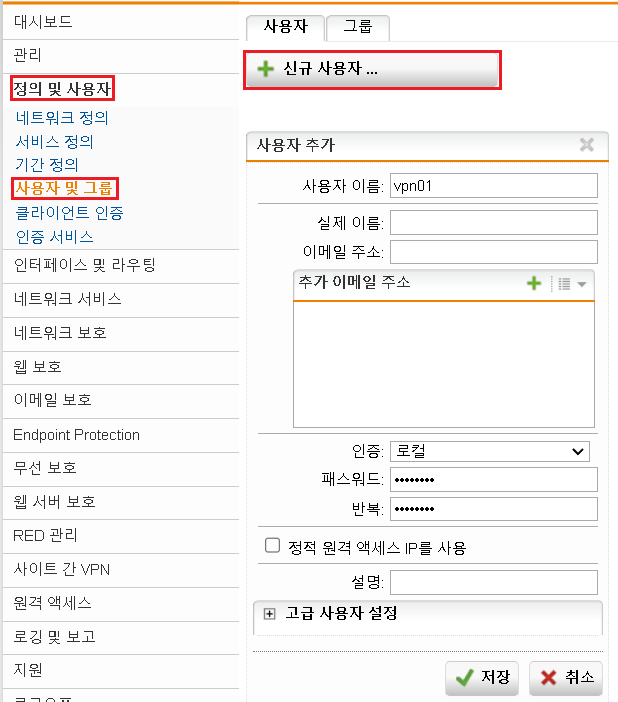 대시보드
관리
정의 및 사용자
네트워크 정의
서비스 정의
기간 정의
사용자 및 그룹
클라이언트 인증
인증 서비스
인터페이스 및 라우팅
네트워크 서비스
네트워크 보호
웹 보호
이메일 보호
Endpoint Protection
무선 보호
웹 서버 보호
RED 관리
사이트 간 VPN
원격 액세스
로깅 및 보고
지원
사용자
그룹
신규 사용자 ...
사용자 추가
사용자 이름: vpn01
실제 이름:
이메일 주소:
추가 이메일 주소
인증: 로컬
패스워드: ••••••••
반복: ••••••••
정적 원격 액세스 IP를 사용
설명:
고급 사용자 설정
저장
취소